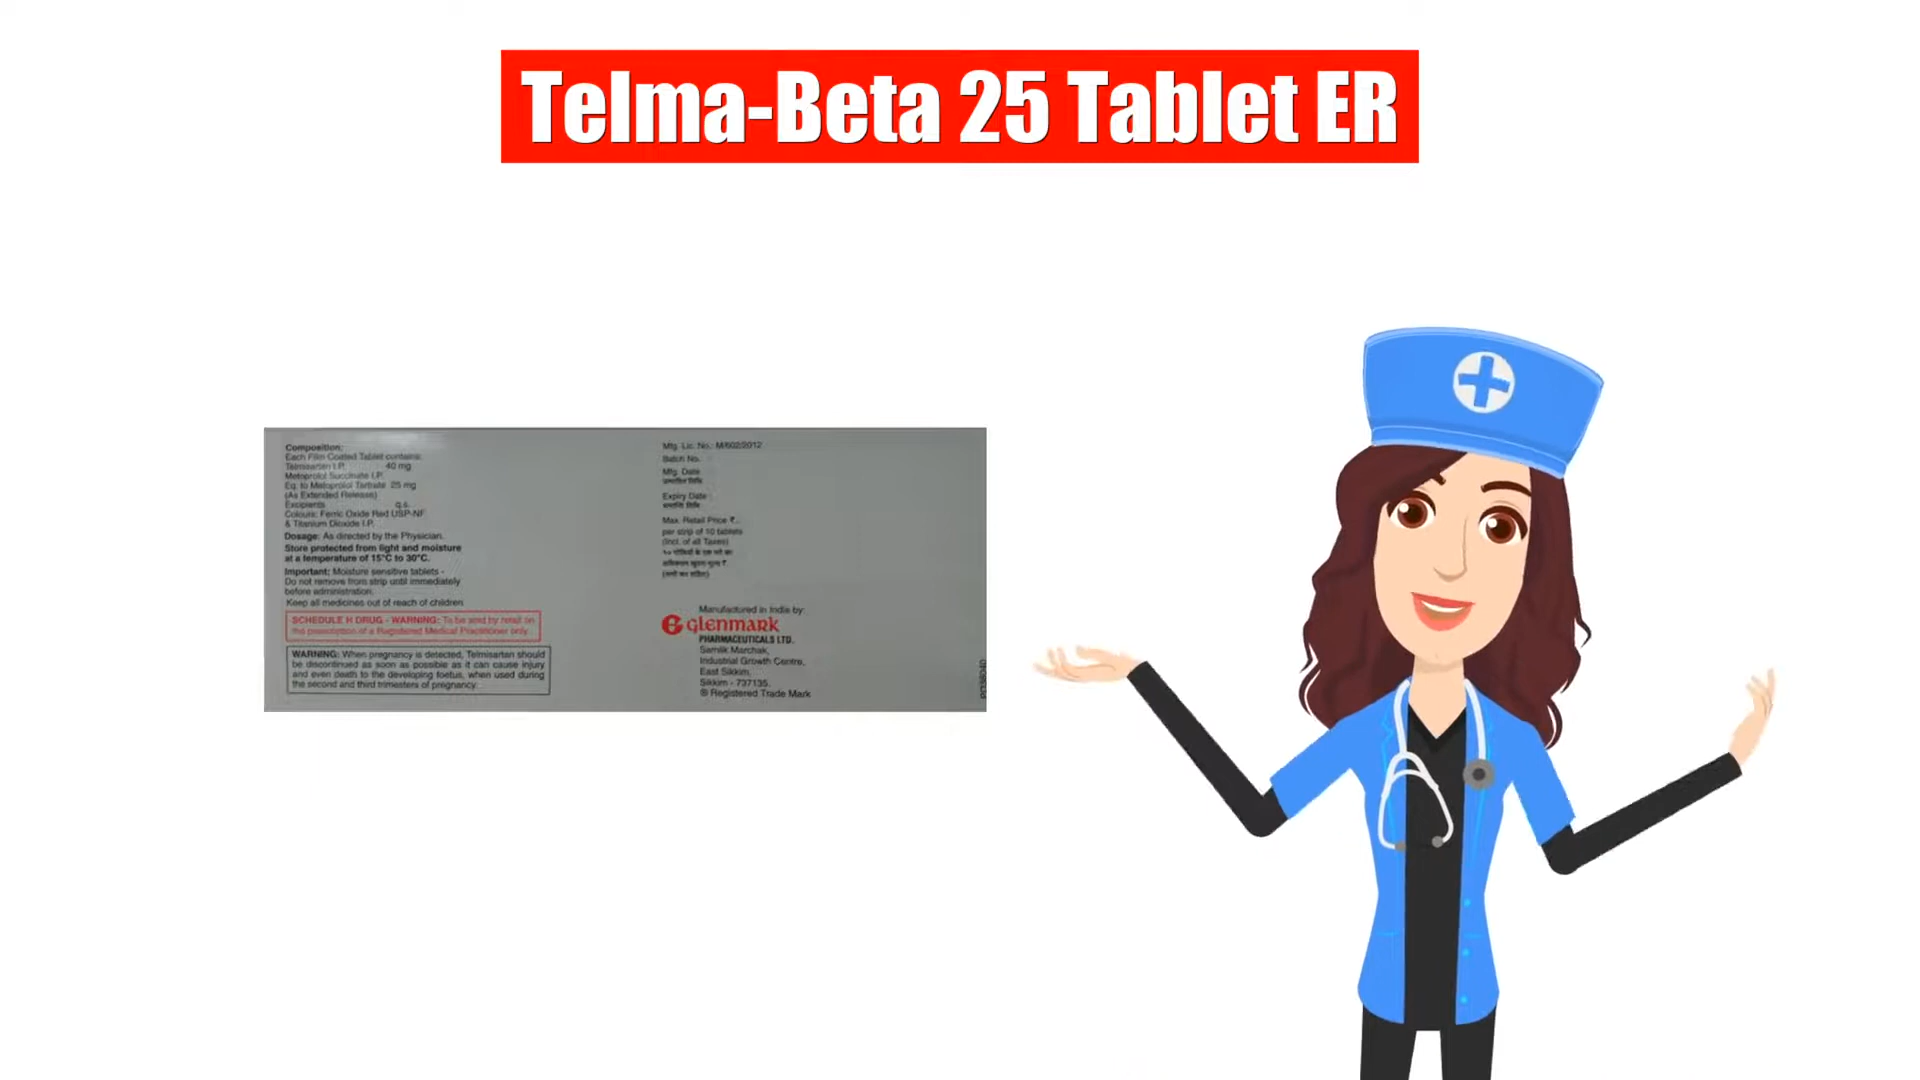 Telma-Beta 25 Tablet ER
Composition:
Each Film Coated Tablet contains:
Telmisartan I.P. 40 mg
Metoprolol Succinate I.P.
Eq. to Metoprolol Tartrate 25 mg
(As Extended Release)
Excipients q.s.
Colours: Ferric Oxide Red USP-NF
& Titanium Dioxide I.P.
Dosage: As directed by the Physician.
Store protected from light and moisture
at a temperature of 15°C to 30°C.
Important: Moisture sensitive tablets -
Do not remove from strip until immediately
before administration.
Keep all medicines out of reach of children.
SCHEDULE H DRUG - WARNING: To be sold by retail on
the prescription of a Registered Medical Practitioner only.
WARNING: When pregnancy is detected, Telmisartan should
be discontinued as soon as possible as it can cause injury
and even death to the developing foetus, when used during
the second and third trimesters of pregnancy.
Mfg. Lic. No.: M/602/2012
Batch No.
Mfg. Date
Expiry Date
Max. Retail Price ₹.
per strip of 10 tablets
(Incl. of all Taxes)
Manufactured in India by:
glenmark
PHARMACEUTICALS LTD.
Samlik Marchak,
Industrial Growth Centre,
East Sikkim,
Sikkim - 737135.
® Registered Trade Mark